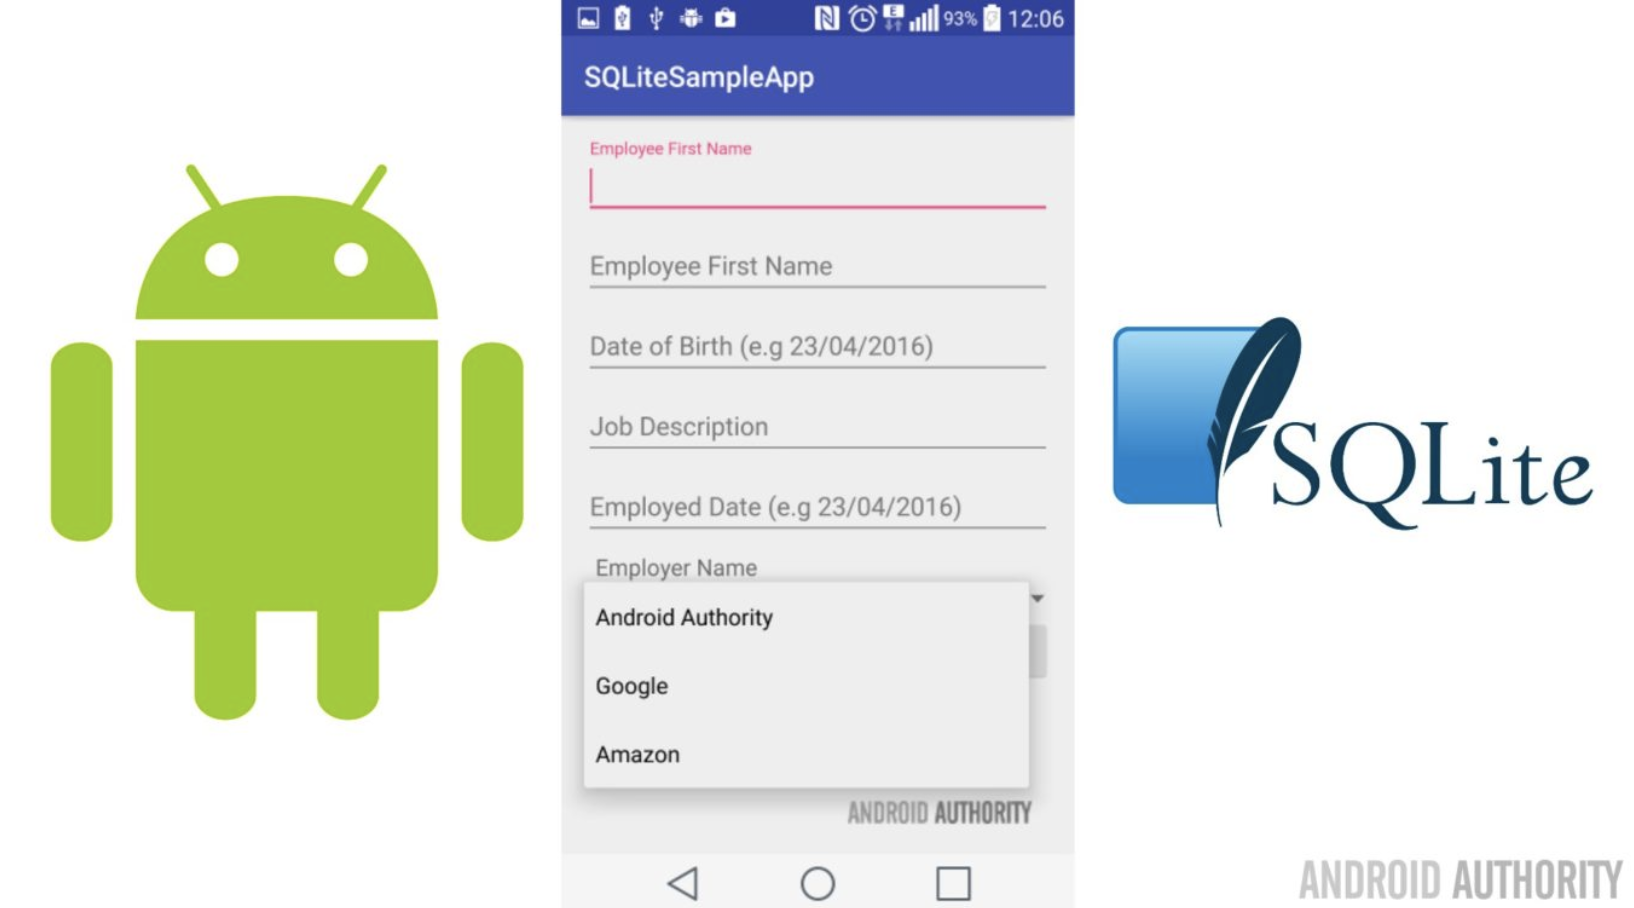 93% 12:06
SQLiteSampleApp
Employee First Name
Employee First Name
Date of Birth (e.g 23/04/2016)
Job Description
Employed Date (e.g 23/04/2016)
Employer Name
Android Authority
Google
Amazon
ANDROID AUTHORITY
SQLite
ANDROID AUTHORITY